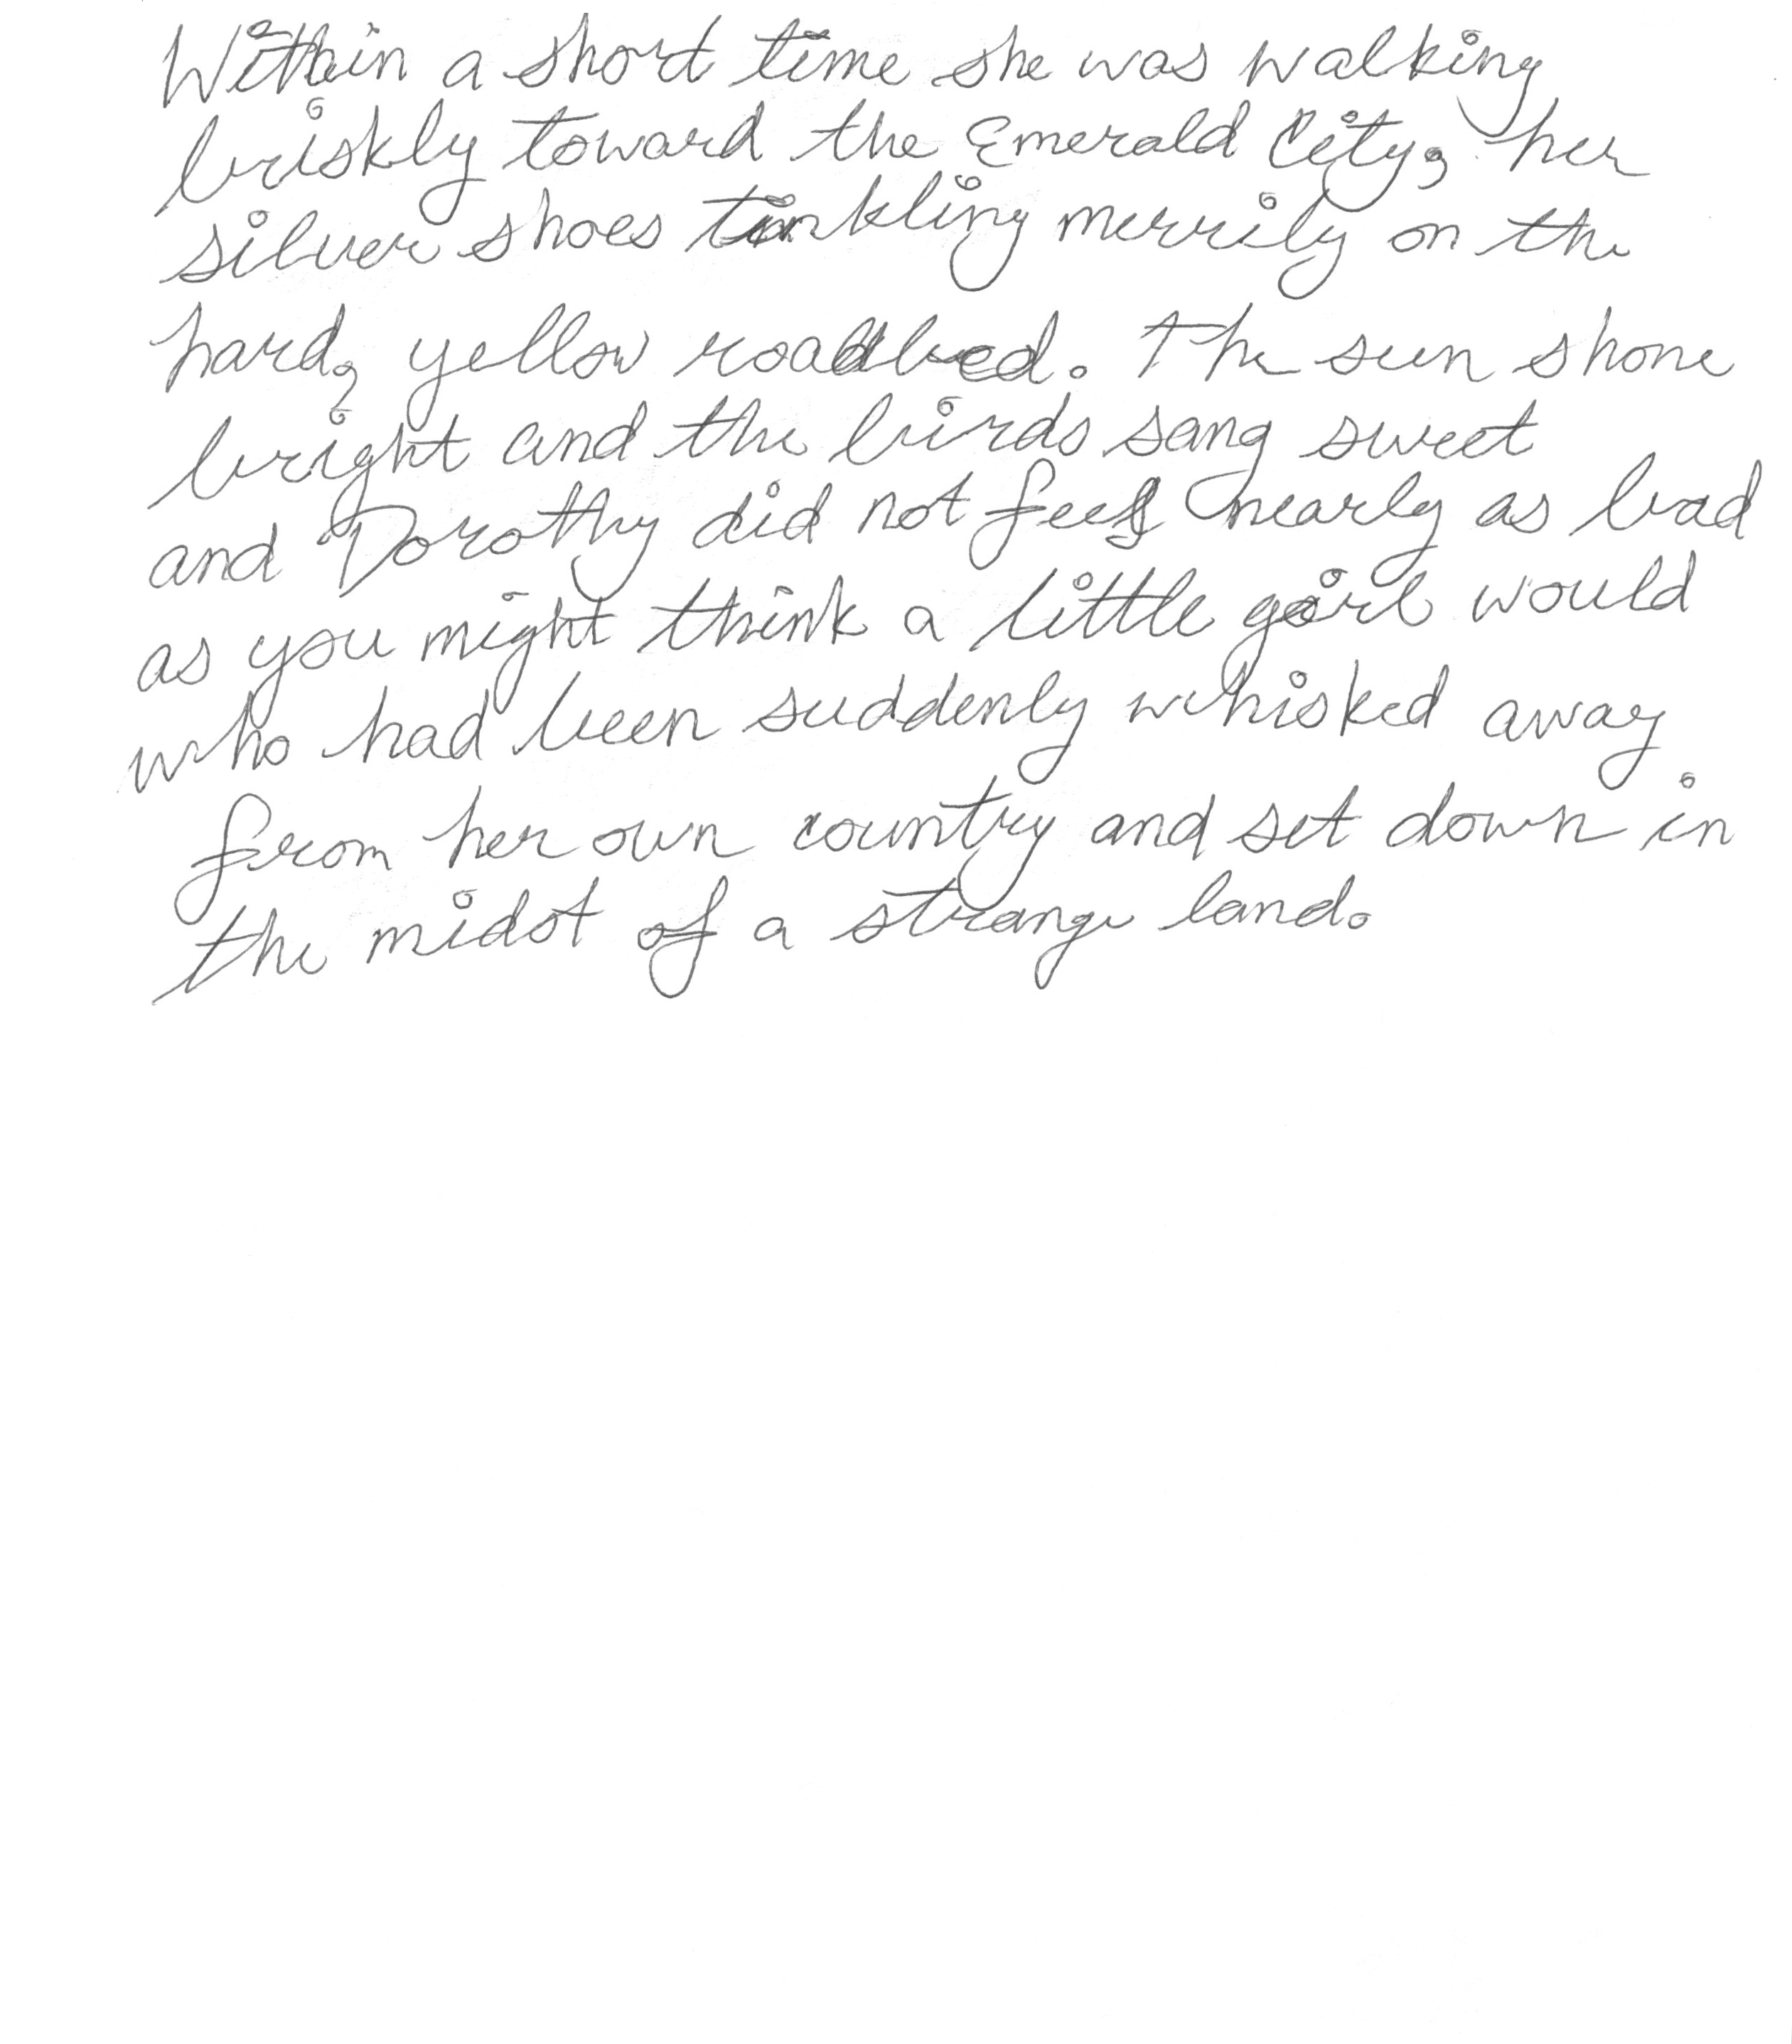 Within a short time she was walking
briskly toward the Emerald City, her
silver shoes tinkling merrily on the
hard, yellow roadbed. The sun shone
bright and the birds sang sweet
and Dorothy did not feel nearly as bad
as you might think a little girl would
who had been suddenly whisked away
from her own country and set down in
the midst of a strange land.